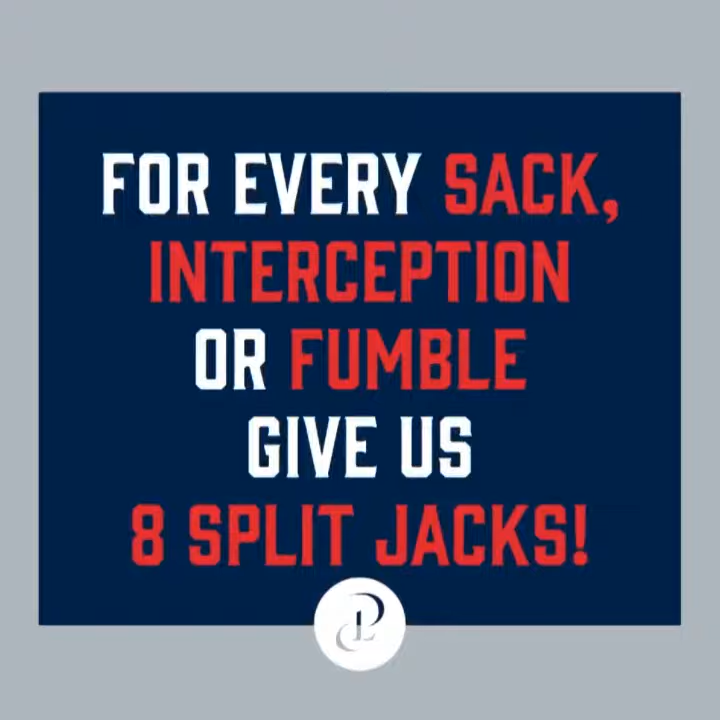 FOR EVERY SACK,
INTERCEPTION
OR FUMBLE
GIVE US
8 SPLIT JACKS!